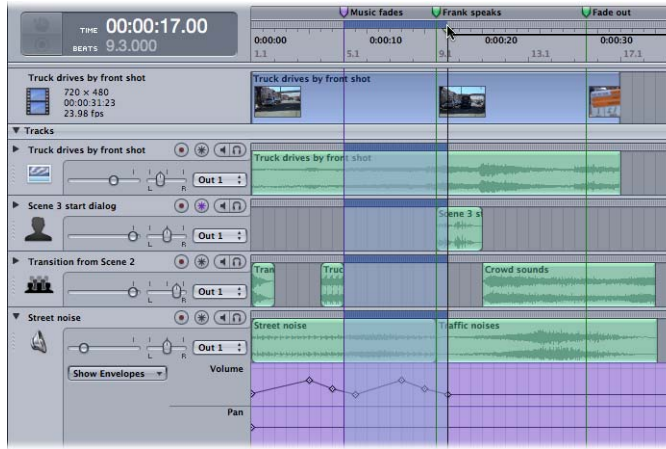 Music fades Frank speaks Fade out
TIME 00:00:17.00
BEATS 9.3.000
0:00:00 0:00:10 0:00:20 0:00:30
1.1 5.1 9.1 13.1 17.1
Truck drives by front shot
720 × 480
00:00:31:23
23.98 fps
Truck drives by front shot
Tracks
Truck drives by front shot
L R Out 1
Truck drives by front shot
Scene 3 start dialog
L R Out 1
Scene 3 st
Transition from Scene 2
L R Out 1
Tran Truc Crowd sounds
Street noise
L R Out 1
Street noise Traffic noises
Show Envelopes Volume
Pan